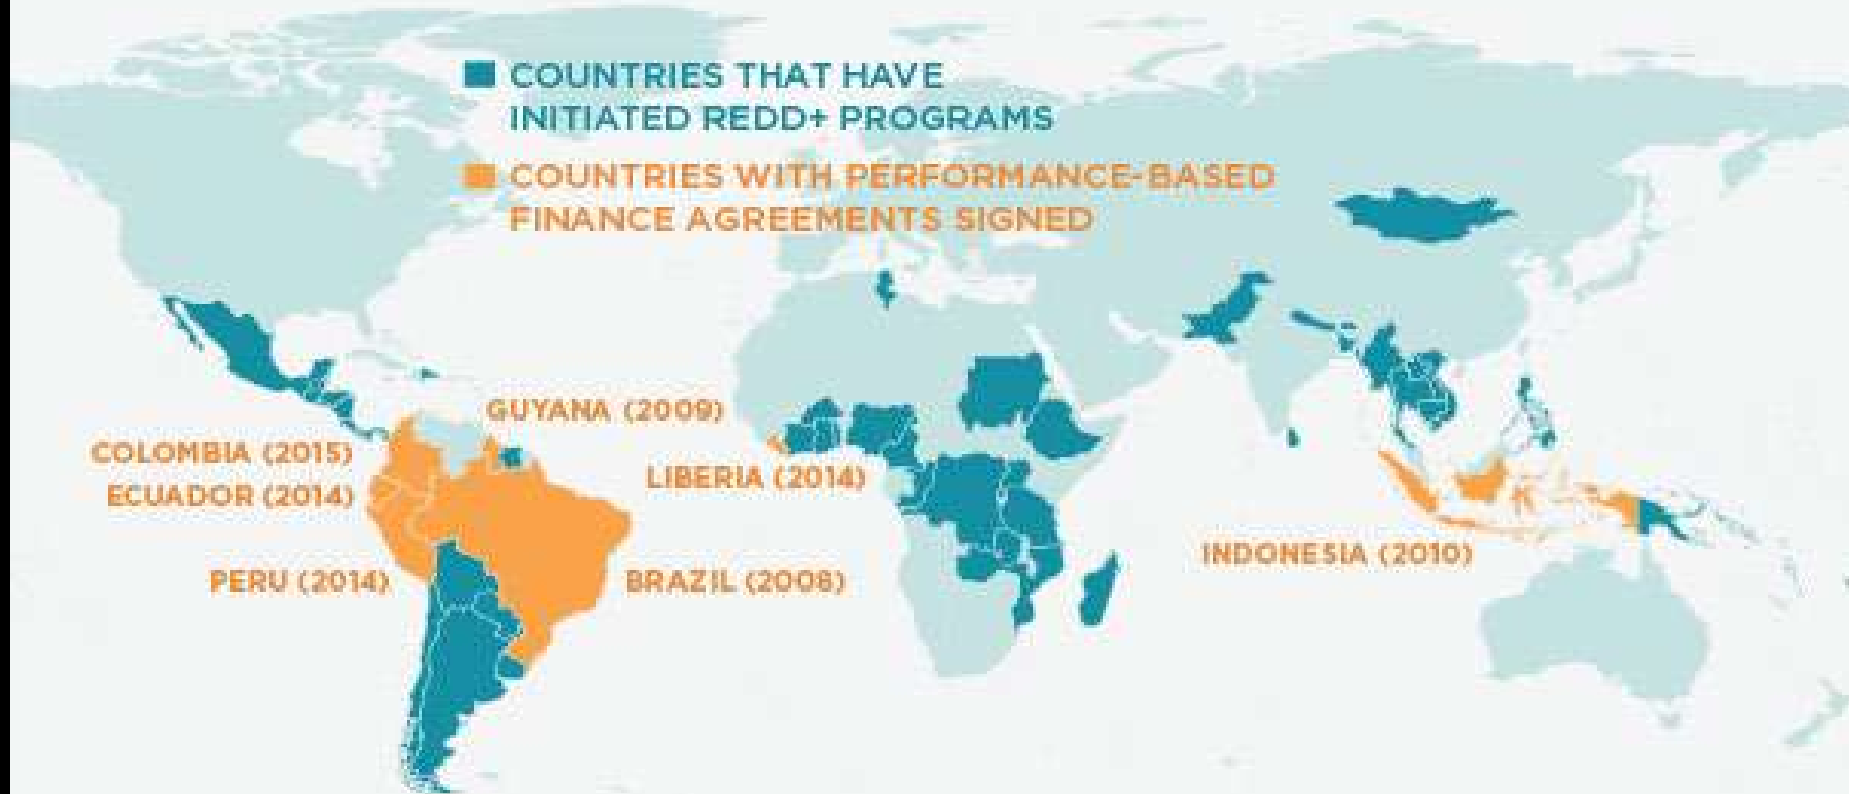 COUNTRIES THAT HAVE
INITIATED REDD+ PROGRAMS
COUNTRIES WITH PERFORMANCE-BASED
FINANCE AGREEMENTS SIGNED
GUYANA (2009)
COLOMBIA (2015)
LIBERIA (2014)
ECUADOR (2014)
INDONESIA (2010)
PERU (2014)
BRAZIL (2008)